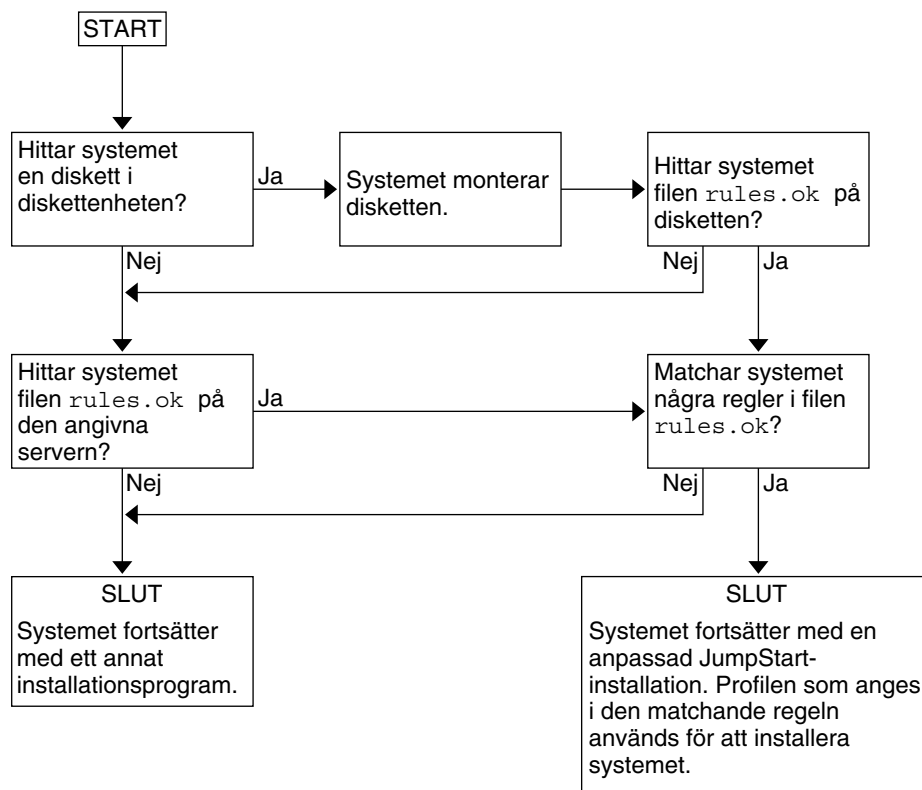 START
Hittar systemet
en diskett i
diskettenheten?
Ja
Systemet monterar
disketten.
Hittar systemet
filen rules.ok på
disketten?
Nej
Nej
Ja
Hittar systemet
filen rules.ok på
den angivna
servern?
Ja
Matchar systemet
några regler i filen
rules.ok?
Nej
Nej
Ja
SLUT
Systemet fortsätter
med ett annat
installationsprogram.
SLUT
Systemet fortsätter med en
anpassad JumpStart-
installation. Profilen som anges
i den matchande regeln
används för att installera
systemet.